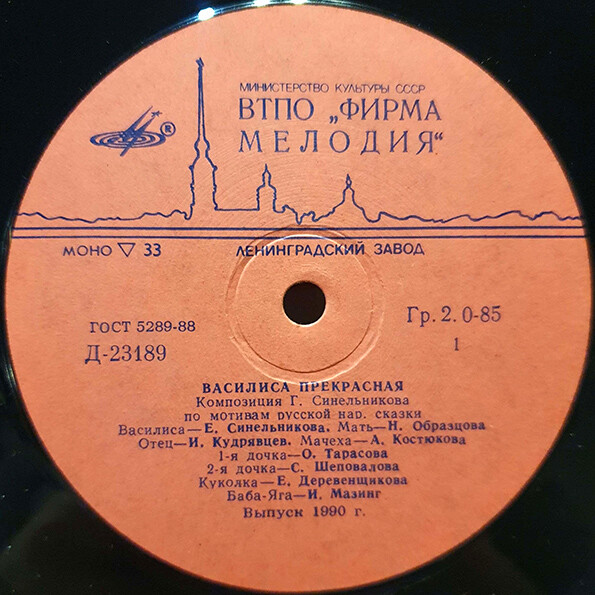 МИНИСТЕРСТВО КУЛЬТУРЫ СССР
ВТПО „ФИРМА
МЕЛОДИЯ“
®
МОНО ▽ 33 ЛЕНИНГРАДСКИЙ ЗАВОД
ГОСТ 5289-88 Гр. 2. 0-85
Д-23189 1
ВАСИЛИСА ПРЕКРАСНАЯ
Композиция Г. Синельникова
по мотивам русской нар. сказки
Василиса—Е. Синельникова, Мать—Н. Образцова
Отец—И. Кудрявцев, Мачеха—А. Костюкова
1-я дочка—О. Тарасова
2-я дочка—С. Шеповалова
Куколка—Е. Деревенщикова
Баба-Яга—И. Мазинг
Выпуск 1990 г.